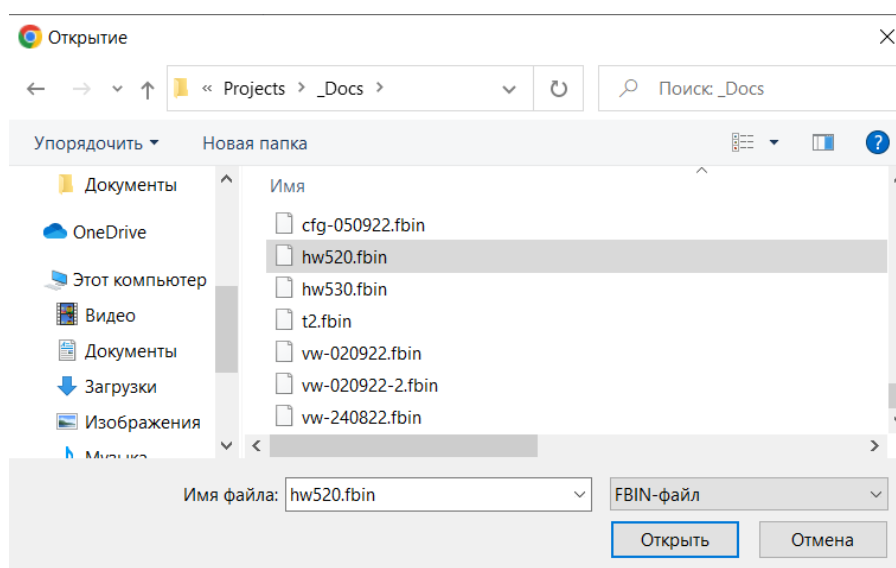 Открытие
« Projects > _Docs >
Поиск: _Docs
Упорядочить
Новая папка
Документы
OneDrive
Этот компьютер
Видео
Документы
Загрузки
Изображения
Музыка
Имя
cfg-050922.fbin
hw520.fbin
hw530.fbin
t2.fbin
vw-020922.fbin
vw-020922-2.fbin
vw-240822.fbin
Имя файла: hw520.fbin
FBIN-файл
Открыть
Отмена